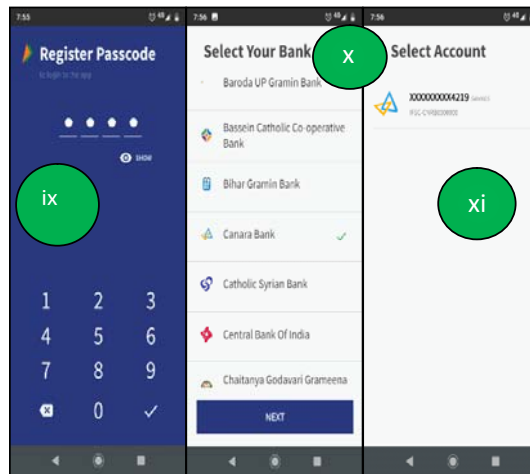 7:55
Register Passcode
to login to the app
SHOW
ix
1 2 3
4 5 6
7 8 9
0
7:56
Select Your Bank
x
Baroda UP Gramin Bank
Bassein Catholic Co-operative
Bank
Bihar Gramin Bank
Canara Bank
Catholic Syrian Bank
Central Bank Of India
Chaitanya Godavari Grameena
NEXT
7:56
Select Account
XXXXXXXXX4219
xi